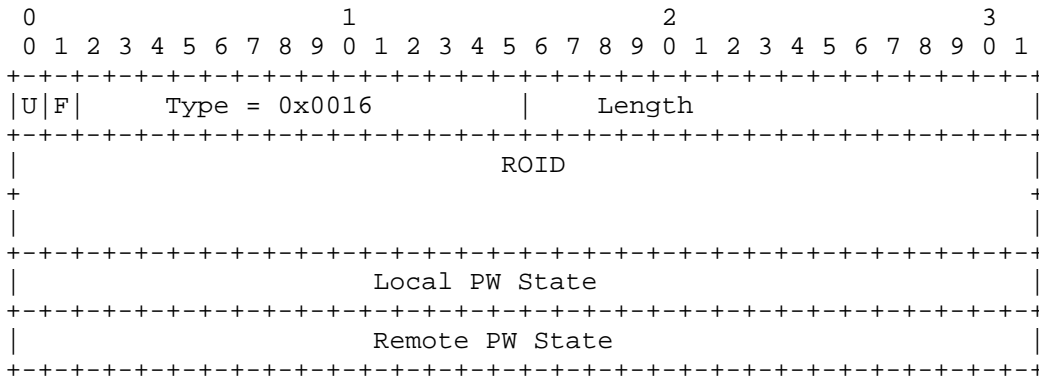 0                   1                   2                   3
 0 1 2 3 4 5 6 7 8 9 0 1 2 3 4 5 6 7 8 9 0 1 2 3 4 5 6 7 8 9 0 1
+-+-+-+-+-+-+-+-+-+-+-+-+-+-+-+-+-+-+-+-+-+-+-+-+-+-+-+-+-+-+-+-+
|U|F|     Type = 0x0016         |    Length                     |
+-+-+-+-+-+-+-+-+-+-+-+-+-+-+-+-+-+-+-+-+-+-+-+-+-+-+-+-+-+-+-+-+
|                              ROID                             |
+                                                               +
|                                                               |
+-+-+-+-+-+-+-+-+-+-+-+-+-+-+-+-+-+-+-+-+-+-+-+-+-+-+-+-+-+-+-+-+
|                      Local PW State                           |
+-+-+-+-+-+-+-+-+-+-+-+-+-+-+-+-+-+-+-+-+-+-+-+-+-+-+-+-+-+-+-+-+
|                      Remote PW State                          |
+-+-+-+-+-+-+-+-+-+-+-+-+-+-+-+-+-+-+-+-+-+-+-+-+-+-+-+-+-+-+-+-+